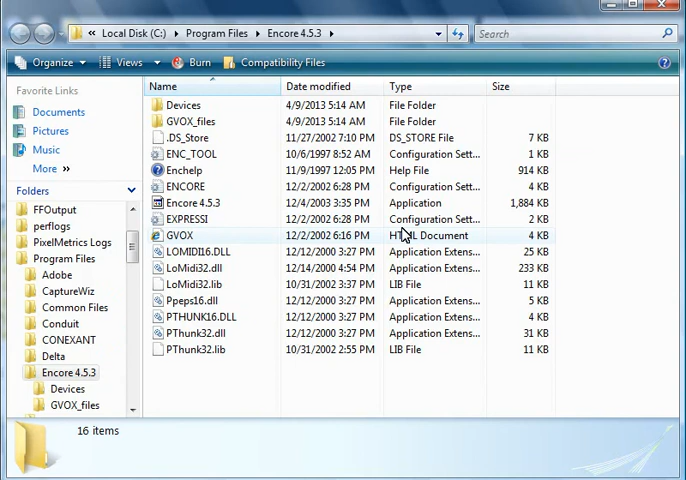 « Local Disk (C:) Program Files Encore 4.5.3 Search
Organize Views Burn Compatibility Files
Favorite Links
Documents
Pictures
Music
More »
Folders
FFOutput
perflogs
PixelMetrics Logs
Program Files
Adobe
CaptureWiz
Common Files
Conduit
CONEXANT
Delta
Encore 4.5.3
Devices
GVOX_files
Name Date modified Type Size
Devices 4/9/2013 5:14 AM File Folder
GVOX_files 4/9/2013 5:14 AM File Folder
.DS_Store 11/27/2002 7:10 PM DS_STORE File 7 KB
ENC_TOOL 10/6/1997 8:52 AM Configuration Sett... 1 KB
Enchelp 11/9/1997 12:05 PM Help File 914 KB
ENCORE 12/2/2002 6:28 PM Configuration Sett... 4 KB
Encore 4.5.3 12/4/2003 3:35 PM Application 1,884 KB
EXPRESSI 12/2/2002 6:28 PM Configuration Sett... 2 KB
GVOX 12/2/2002 6:16 PM HTML Document 4 KB
LOMIDI16.DLL 12/12/2000 3:27 PM Application Extens... 25 KB
LoMidi32.dll 12/14/2000 4:54 PM Application Extens... 233 KB
LoMidi32.lib 10/31/2002 3:37 PM LIB File 11 KB
Ppeps16.dll 12/12/2000 3:27 PM Application Extens... 5 KB
PTHUNK16.DLL 12/12/2000 3:27 PM Application Extens... 4 KB
PThunk32.dll 12/12/2000 3:27 PM Application Extens... 31 KB
PThunk32.lib 10/31/2002 2:55 PM LIB File 11 KB
16 items